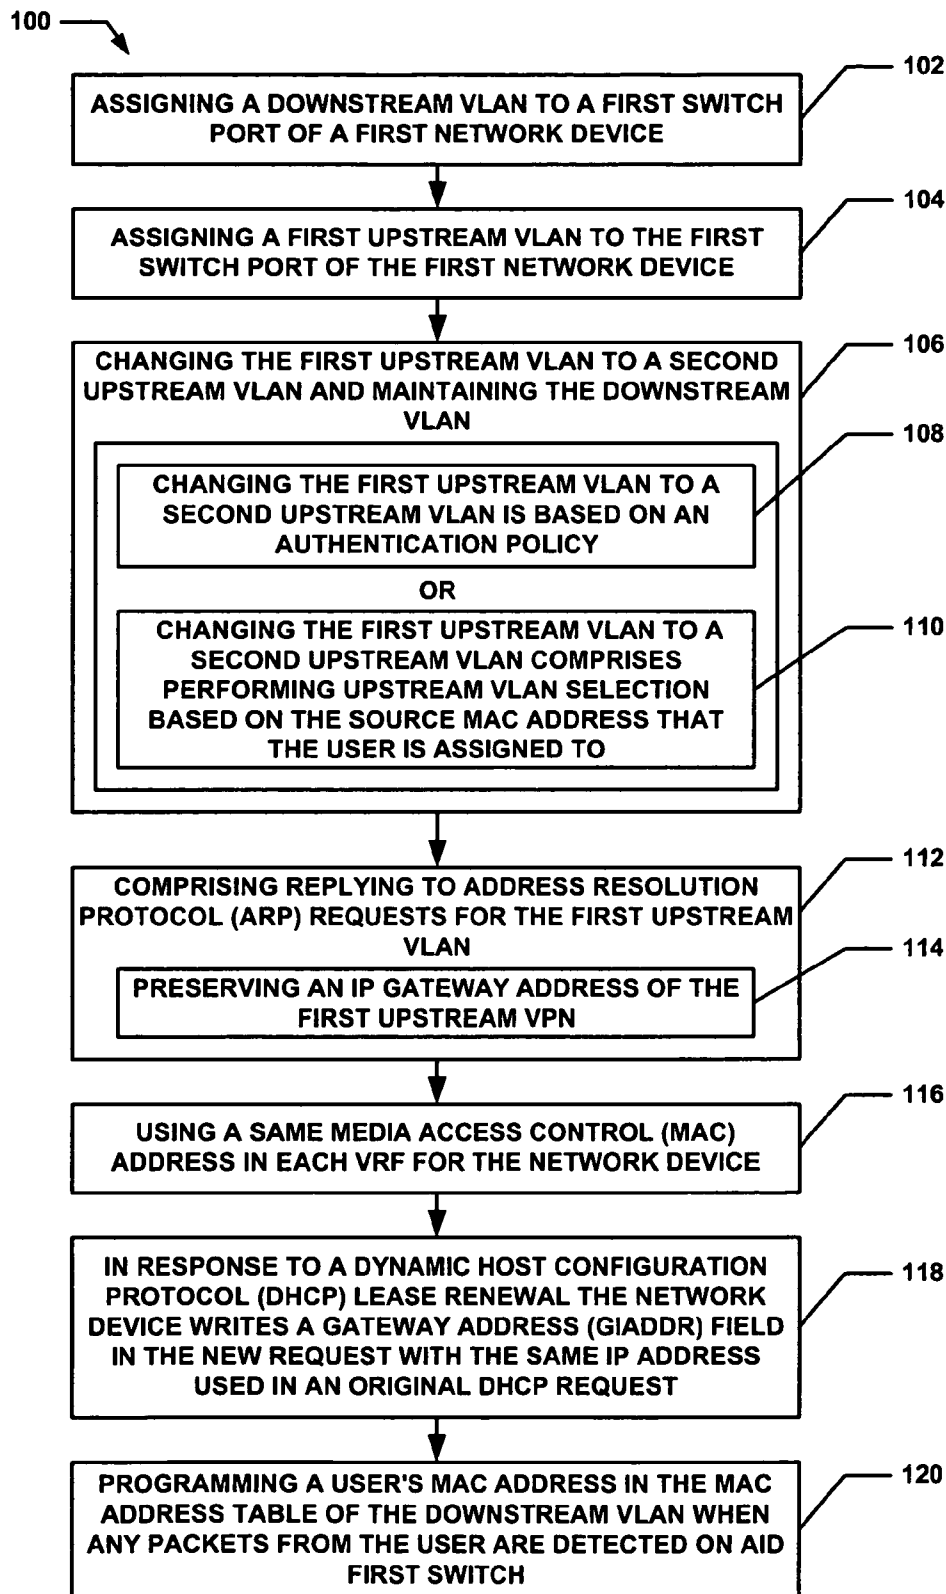 100
102
ASSIGNING A DOWNSTREAM VLAN TO A FIRST SWITCH
PORT OF A FIRST NETWORK DEVICE
104
ASSIGNING A FIRST UPSTREAM VLAN TO THE FIRST
SWITCH PORT OF THE FIRST NETWORK DEVICE
106
CHANGING THE FIRST UPSTREAM VLAN TO A SECOND
UPSTREAM VLAN AND MAINTAINING THE DOWNSTREAM
VLAN
108
CHANGING THE FIRST UPSTREAM VLAN TO A
SECOND UPSTREAM VLAN IS BASED ON AN
AUTHENTICATION POLICY
OR
110
CHANGING THE FIRST UPSTREAM VLAN TO A
SECOND UPSTREAM VLAN COMPRISES
PERFORMING UPSTREAM VLAN SELECTION
BASED ON THE SOURCE MAC ADDRESS THAT
THE USER IS ASSIGNED TO
112
COMPRISING REPLYING TO ADDRESS RESOLUTION
PROTOCOL (ARP) REQUESTS FOR THE FIRST UPSTREAM
VLAN
114
PRESERVING AN IP GATEWAY ADDRESS OF THE
FIRST UPSTREAM VPN
116
USING A SAME MEDIA ACCESS CONTROL (MAC)
ADDRESS IN EACH VRF FOR THE NETWORK DEVICE
118
IN RESPONSE TO A DYNAMIC HOST CONFIGURATION
PROTOCOL (DHCP) LEASE RENEWAL THE NETWORK
DEVICE WRITES A GATEWAY ADDRESS (GIADDR) FIELD
IN THE NEW REQUEST WITH THE SAME IP ADDRESS
USED IN AN ORIGINAL DHCP REQUEST
120
PROGRAMMING A USER'S MAC ADDRESS IN THE MAC
ADDRESS TABLE OF THE DOWNSTREAM VLAN WHEN
ANY PACKETS FROM THE USER ARE DETECTED ON AID
FIRST SWITCH